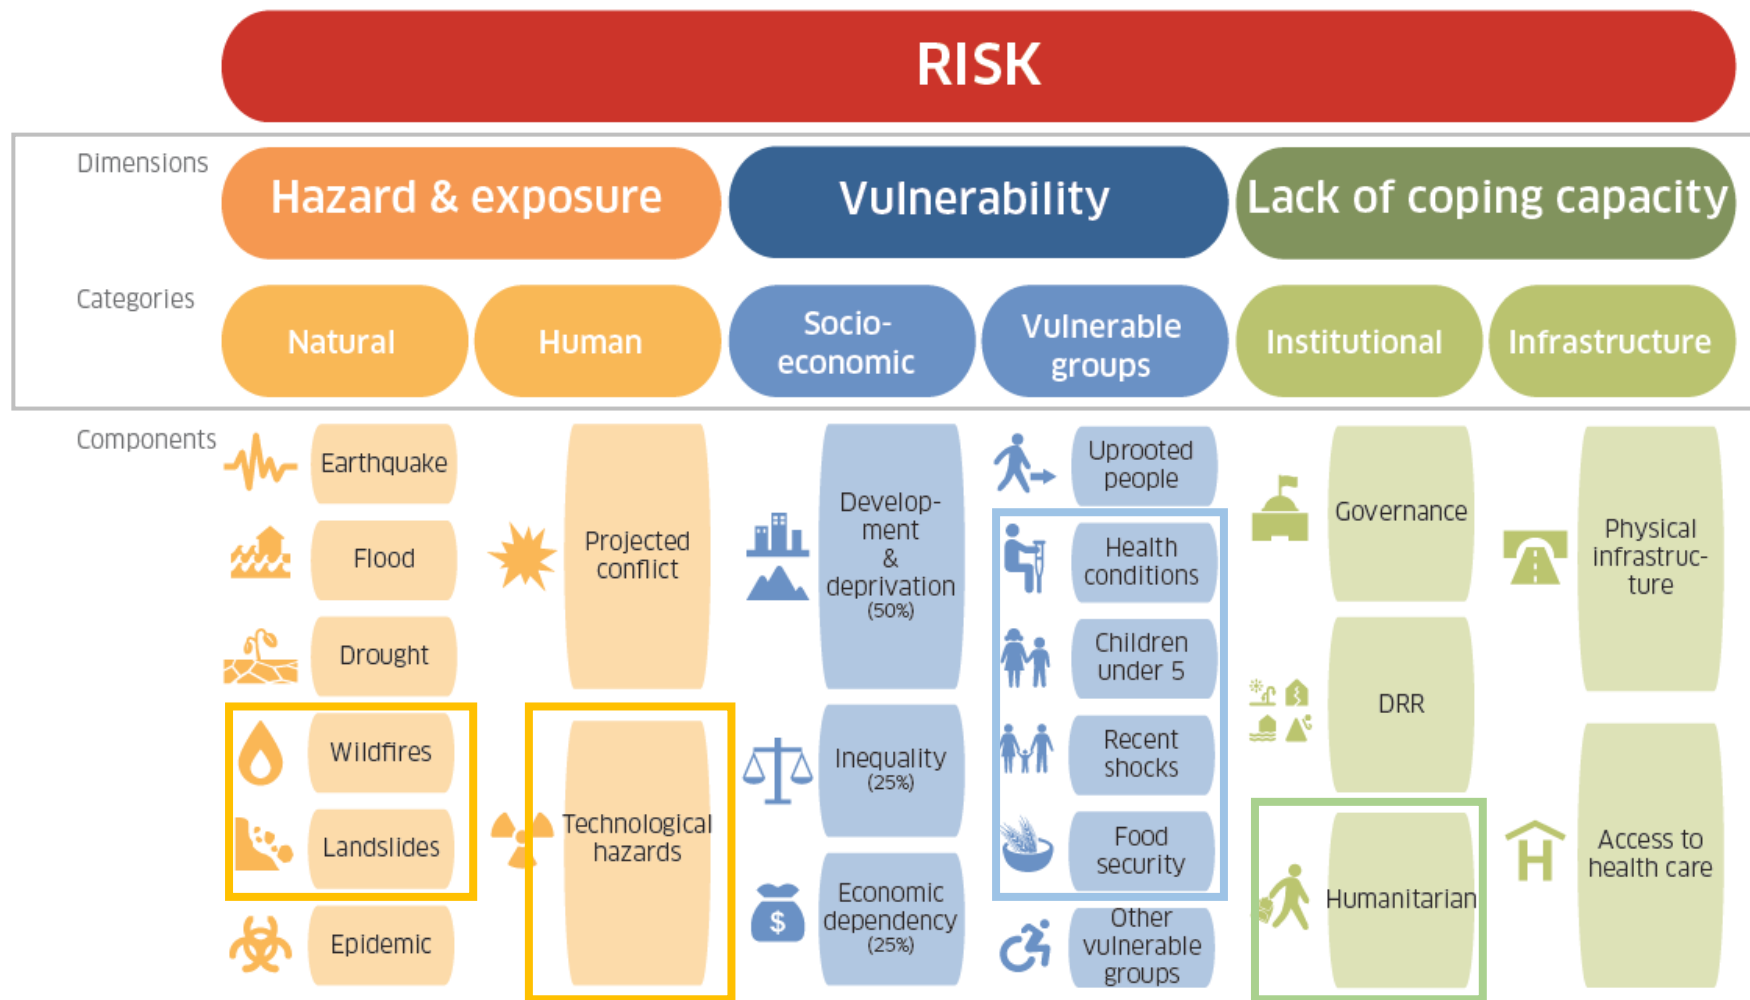 RISK
Dimensions
Hazard & exposure
Vulnerability
Lack of coping capacity
Categories
Natural
Human
Socio-
economic
Vulnerable
groups
Institutional
Infrastructure
Components
Earthquake
Flood
Drought
Wildfires
Landslides
Epidemic
Projected
conflict
Technological
hazards
Develop-
ment
&
deprivation
(50%)
Inequality
(25%)
Economic
dependency
(25%)
$
Uprooted
people
Health
conditions
Children
under 5
Recent
shocks
Food
security
Other
vulnerable
groups
Governance
DRR
Humanitarian
Physical
infrastruc-
ture
H
Access to
health care